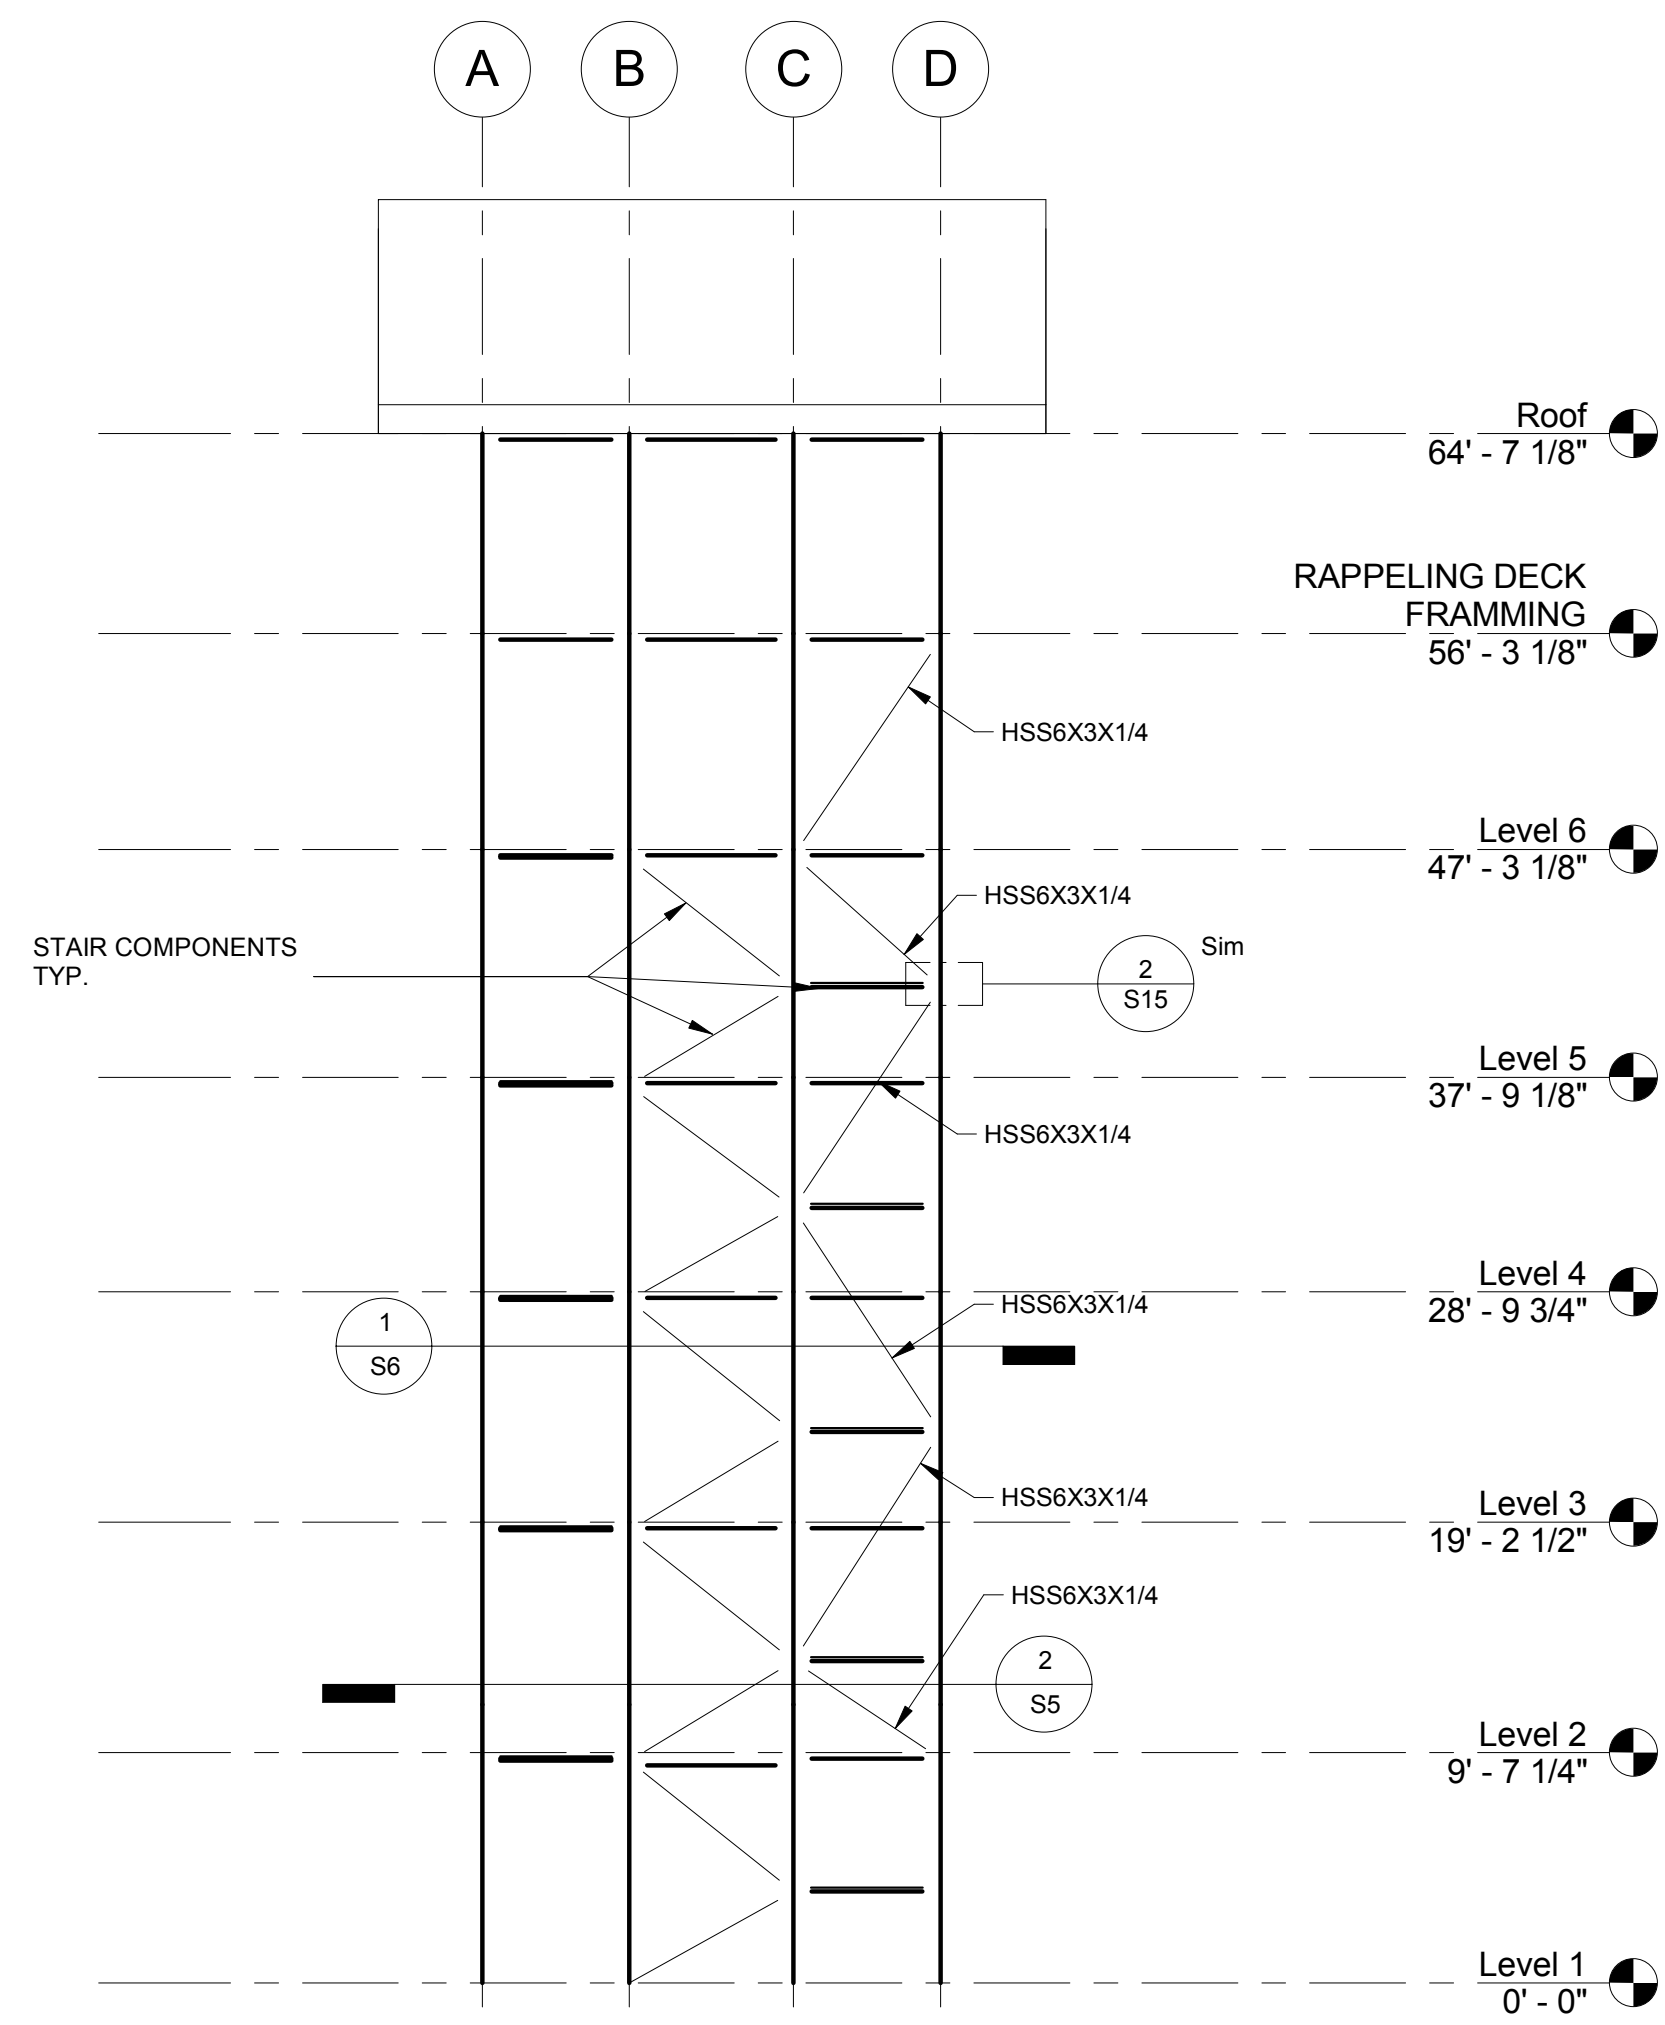 A B C D
Roof
64' - 7 1/8"
RAPPELING DECK
FRAMMING
56' - 3 1/8"
HSS6X3X1/4
Level 6
47' - 3 1/8"
HSS6X3X1/4
STAIR COMPONENTS
TYP.
Sim
2
S15
Level 5
37' - 9 1/8"
HSS6X3X1/4
Level 4
28' - 9 3/4"
HSS6X3X1/4
1
S6
HSS6X3X1/4
Level 3
19' - 2 1/2"
HSS6X3X1/4
2
S5
Level 2
9' - 7 1/4"
Level 1
0' - 0"